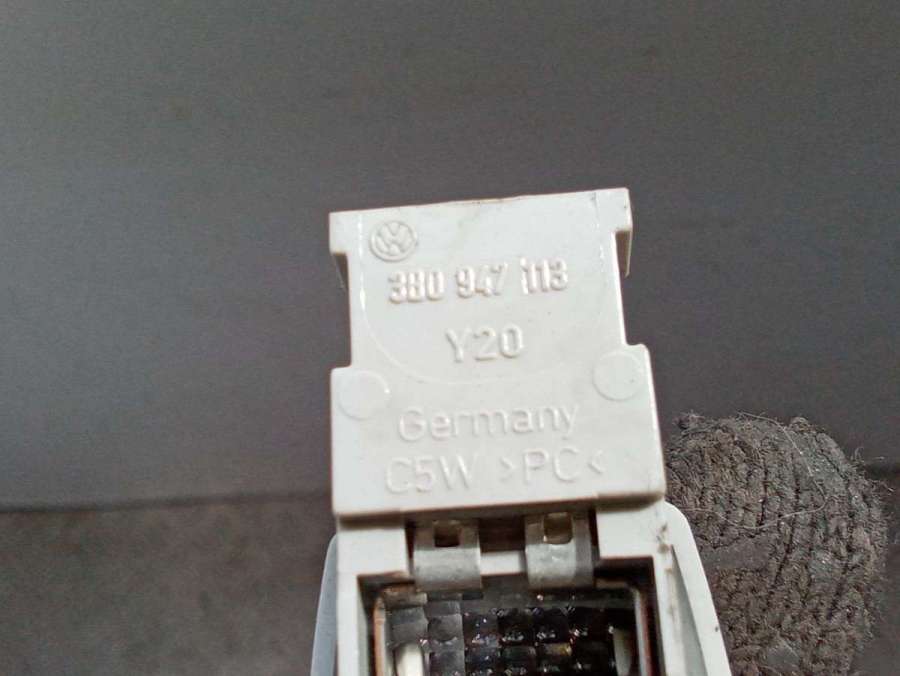 3B0 947 113
Y20
Germany
C5W >PC<